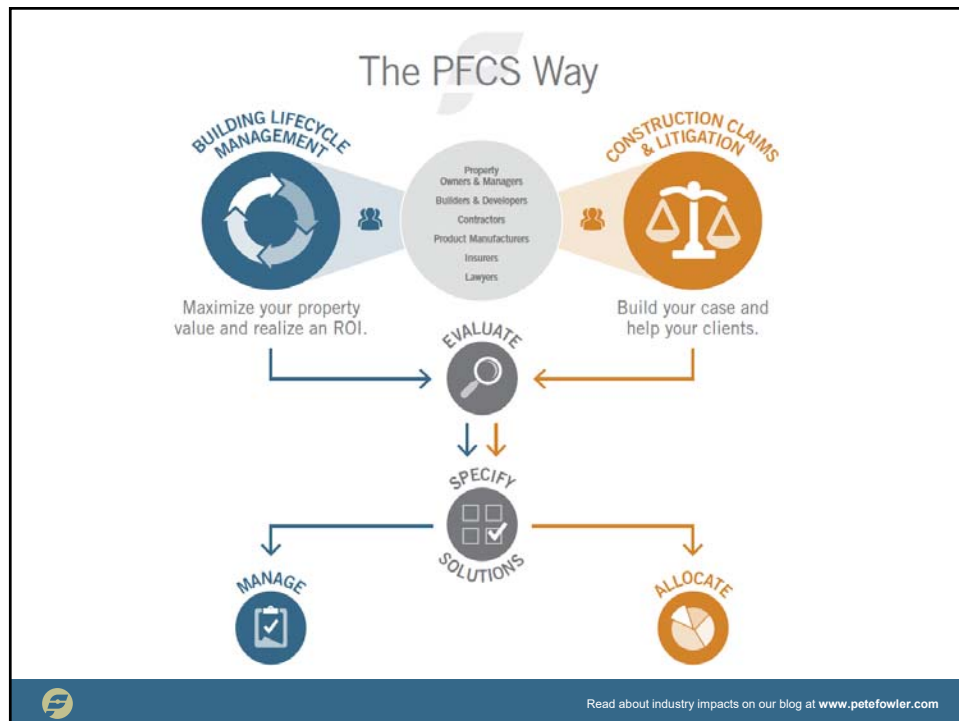 The PFCS Way
BUILDING LIFECYCLE
MANAGEMENT
Property
Owners & Managers
Builders & Developers
Contractors
Product Manufacturers
Insurers
Lawyers
CONSTRUCTION CLAIMS
& LITIGATION
Maximize your property
value and realize an ROI.
Build your case and
help your clients.
EVALUATE
SPECIFY
SOLUTIONS
MANAGE
ALLOCATE
Read about industry impacts on our blog at www.petefowler.com